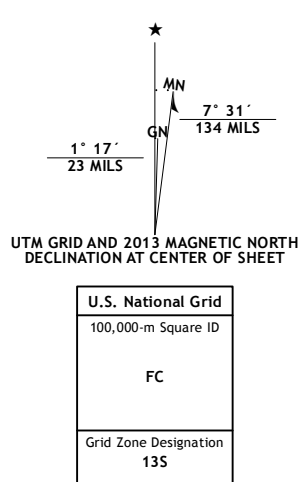 ★
MN
7° 31´
134 MILS
GN
1° 17´
23 MILS
UTM GRID AND 2013 MAGNETIC NORTH
DECLINATION AT CENTER OF SHEET
U.S. National Grid
100,000-m Square ID
FC
Grid Zone Designation
13S